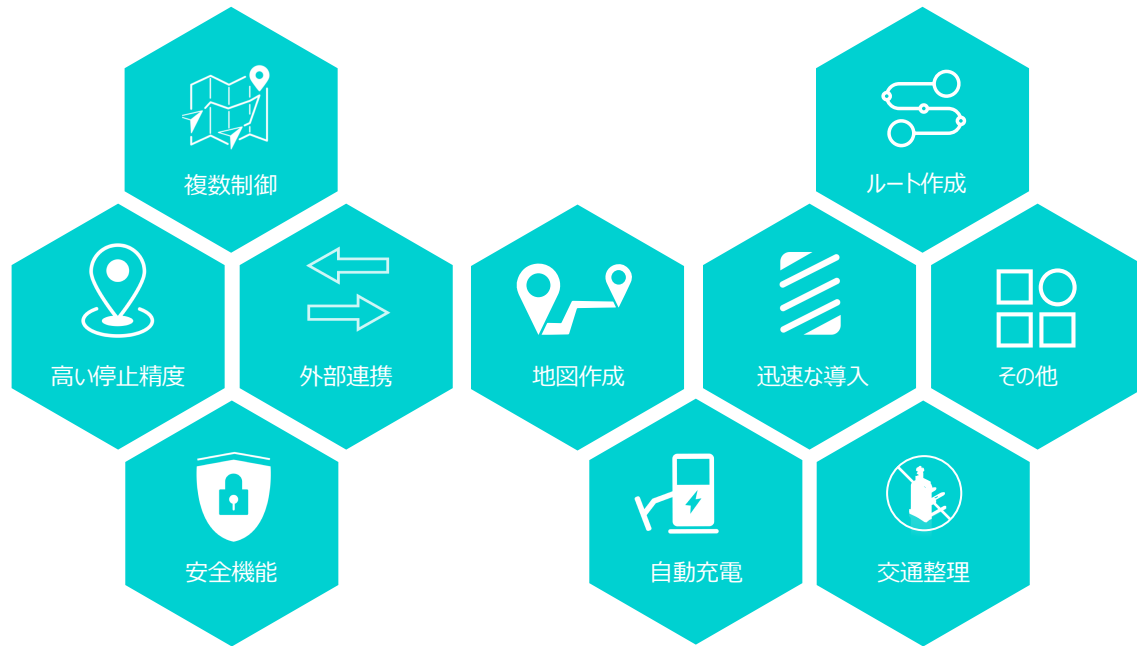 複数制御
ルート作成
高い停止精度
外部連携
地図作成
迅速な導入
その他
安全機能
自動充電
交通整理